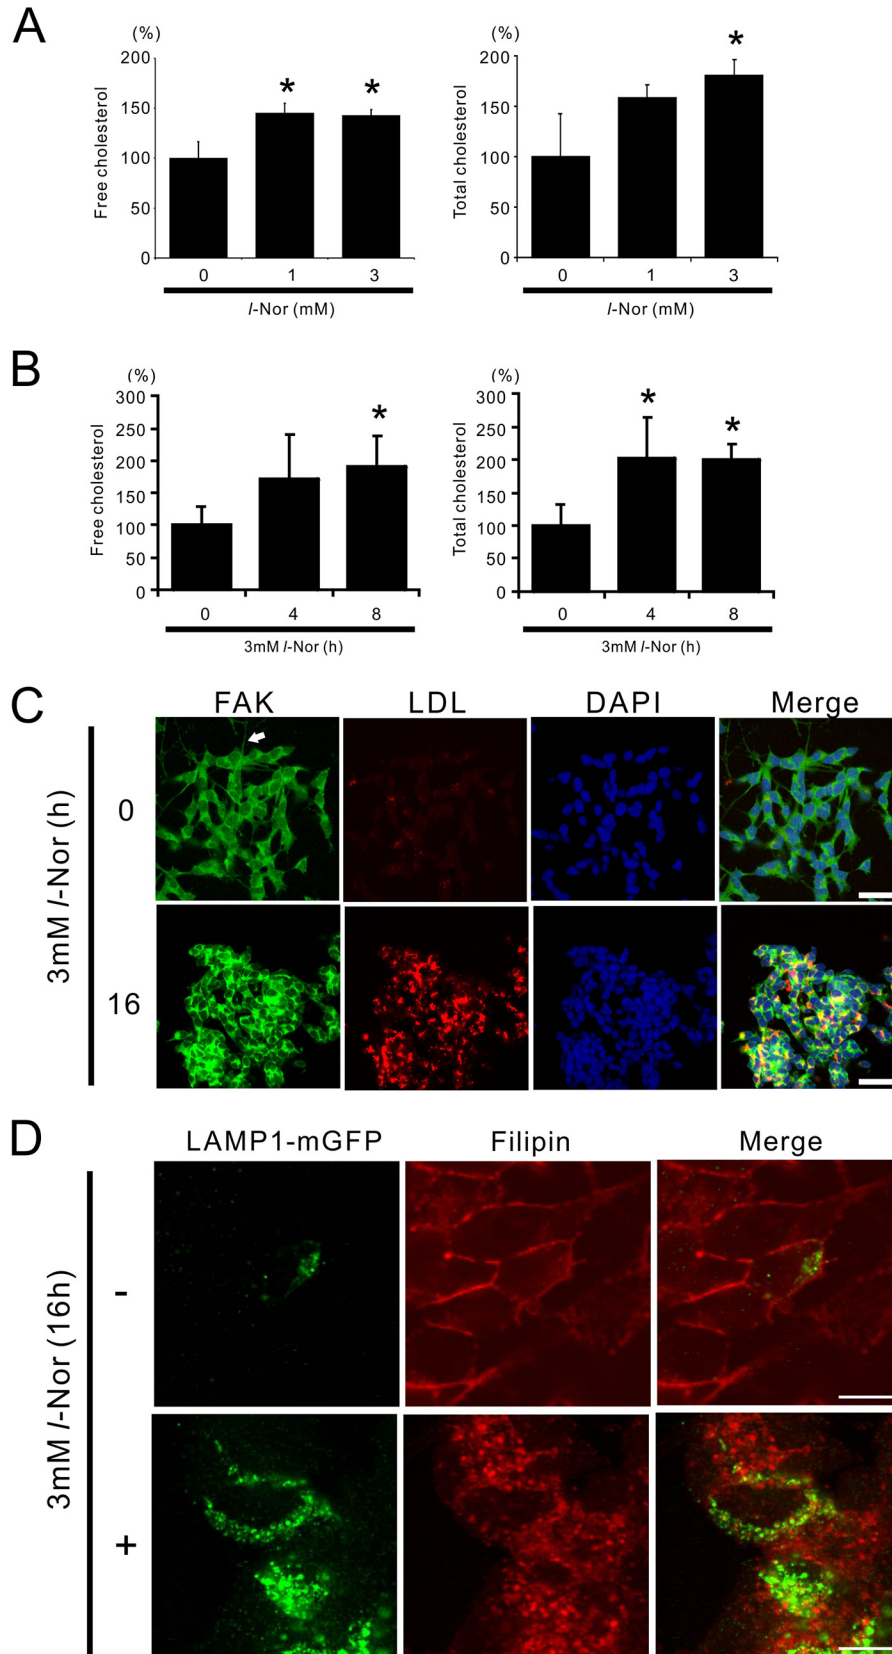 A
(%)
200
150
100
50
0
Free cholesterol
*
*
0 1 3
l-Nor (mM)
(%)
200
150
100
50
0
Total cholesterol
*
0 1 3
l-Nor (mM)
B
(%)
300
250
200
150
100
50
0
Free cholesterol
*
0 4 8
3mM l-Nor (h)
(%)
300
250
200
150
100
50
0
Total cholesterol
*
*
0 4 8
3mM l-Nor (h)
C
FAK LDL DAPI Merge
3mM l-Nor (h)
0
16
D
LAMP1-mGFP Filipin Merge
3mM l-Nor (16h)
-
+